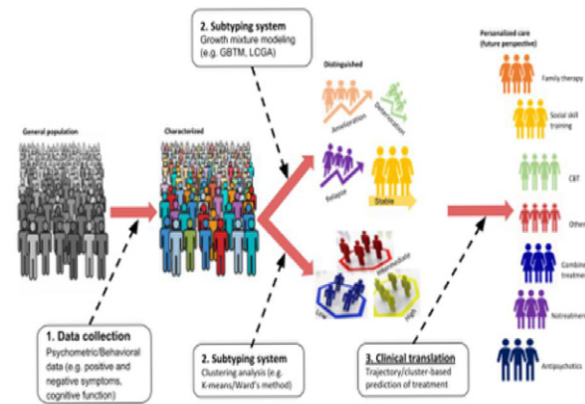 2. Subtyping system
Growth mixture modeling
(e.g. GBTM, LCGA)
Personalized care
(future perspective)
Family therapy
Social skill
training
CBT
Other
Combine
treatmen
Notreatment
Antipsychotics
General population
Characterized
Distinguished
Amelioration
Deterioration
Relapse
Stable
Intermediate
Low
High
1. Data collection
Psychometric/Behavioral
data (e.g. positive and
negative symptoms,
cognitive function)
2. Subtyping system
Clustering analysis (e.g.
K-means/Ward's method)
3. Clinical translation
Trajectory/cluster-based
prediction of treatment